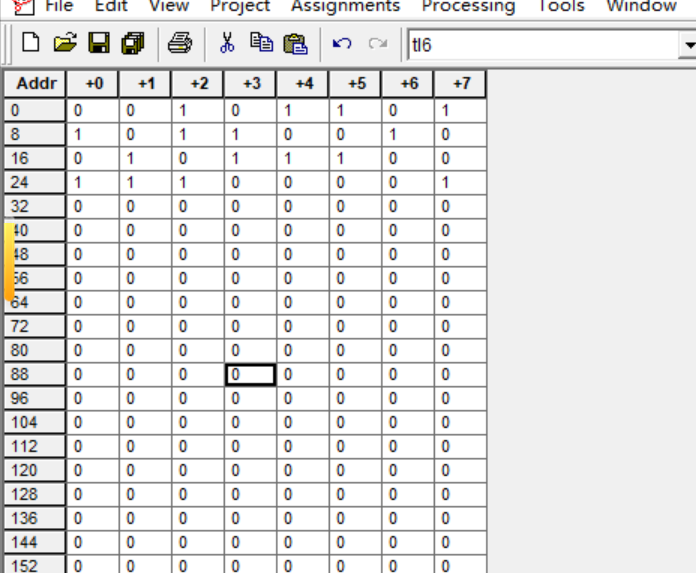 File Edit View Project Assignments Processing Tools Window
tl6
Addr +0 +1 +2 +3 +4 +5 +6 +7
0 0 0 1 0 1 1 0 1
8 1 0 1 1 0 0 1 0
16 0 1 0 1 1 1 0 0
24 1 1 1 0 0 0 0 1
32 0 0 0 0 0 0 0 0
40 0 0 0 0 0 0 0 0
48 0 0 0 0 0 0 0 0
56 0 0 0 0 0 0 0 0
64 0 0 0 0 0 0 0 0
72 0 0 0 0 0 0 0 0
80 0 0 0 0 0 0 0 0
88 0 0 0 0 0 0 0 0
96 0 0 0 0 0 0 0 0
104 0 0 0 0 0 0 0 0
112 0 0 0 0 0 0 0 0
120 0 0 0 0 0 0 0 0
128 0 0 0 0 0 0 0 0
136 0 0 0 0 0 0 0 0
144 0 0 0 0 0 0 0 0
152 0 0 0 0 0 0 0 0